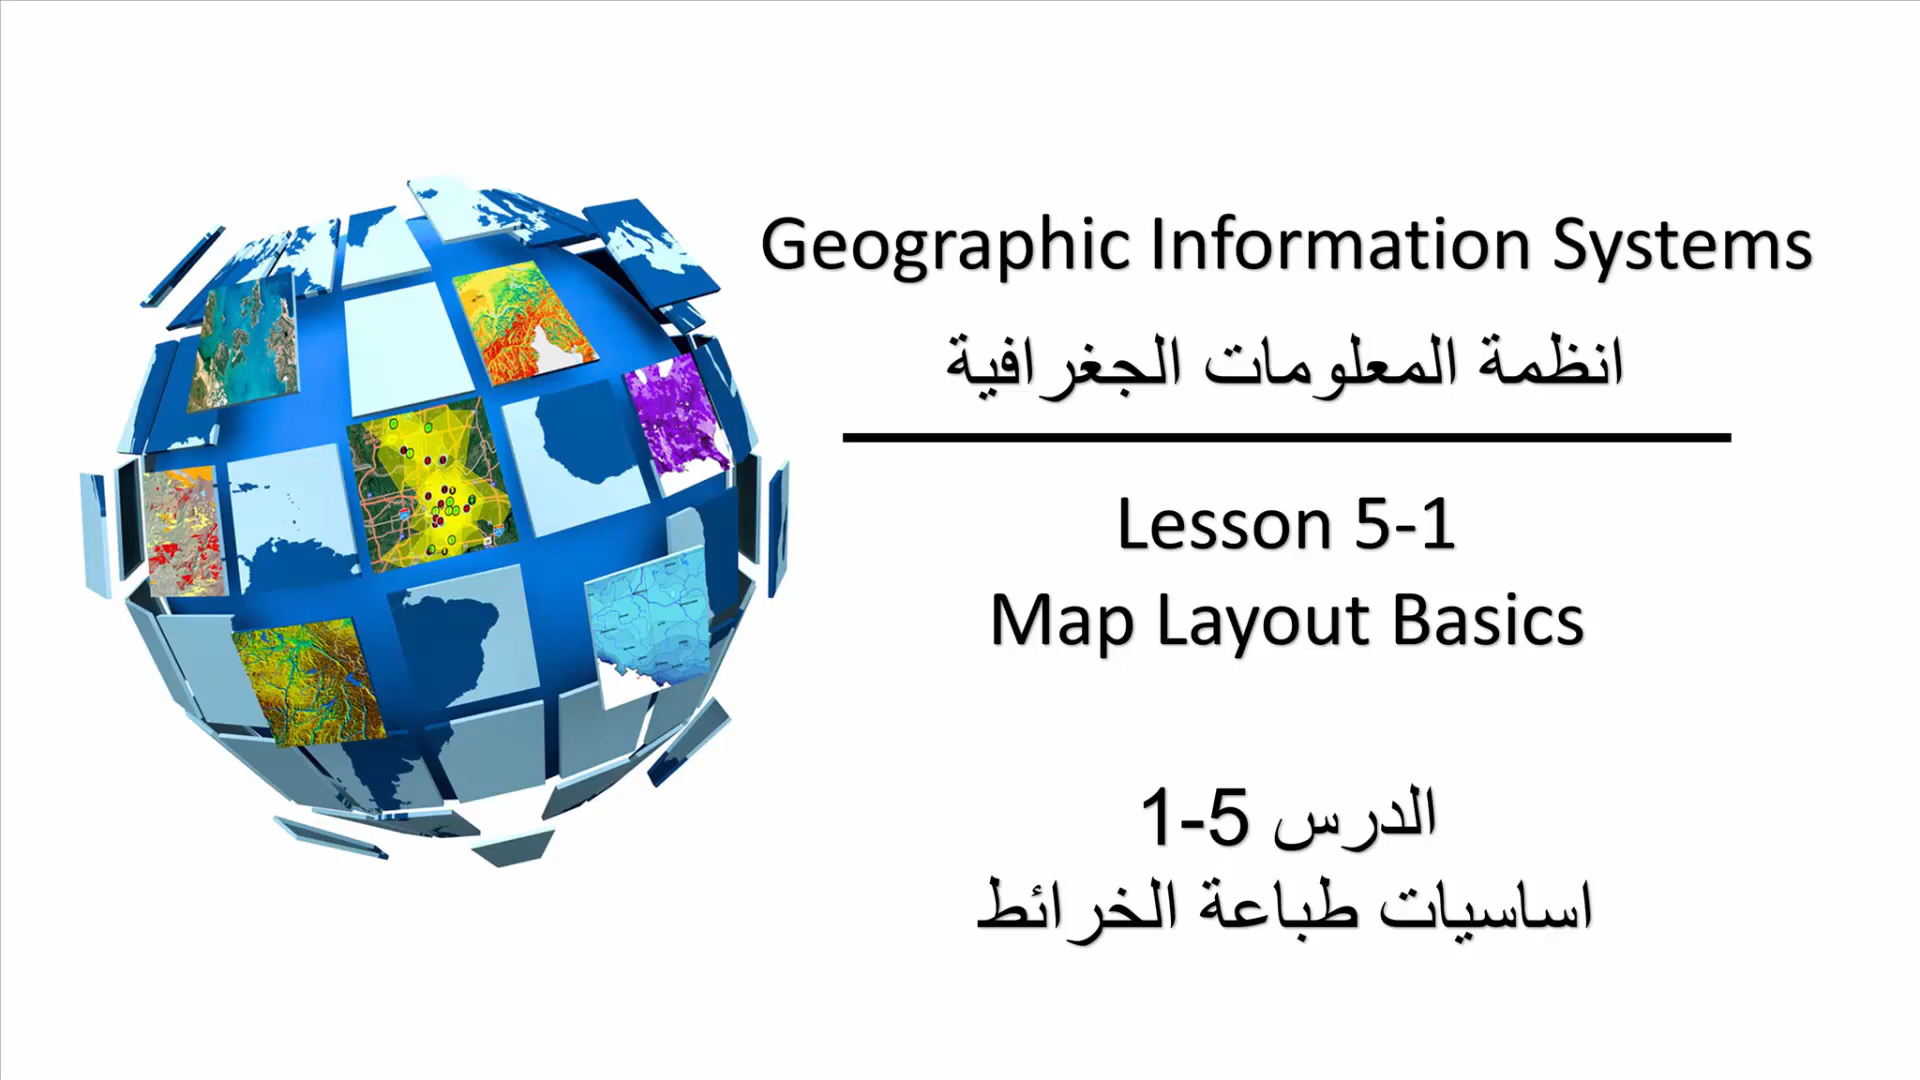 Geographic Information Systems
انظمة المعلومات الجغرافية
Lesson 5-1
Map Layout Basics
الدرس 5-1
اساسيات طباعة الخرائط